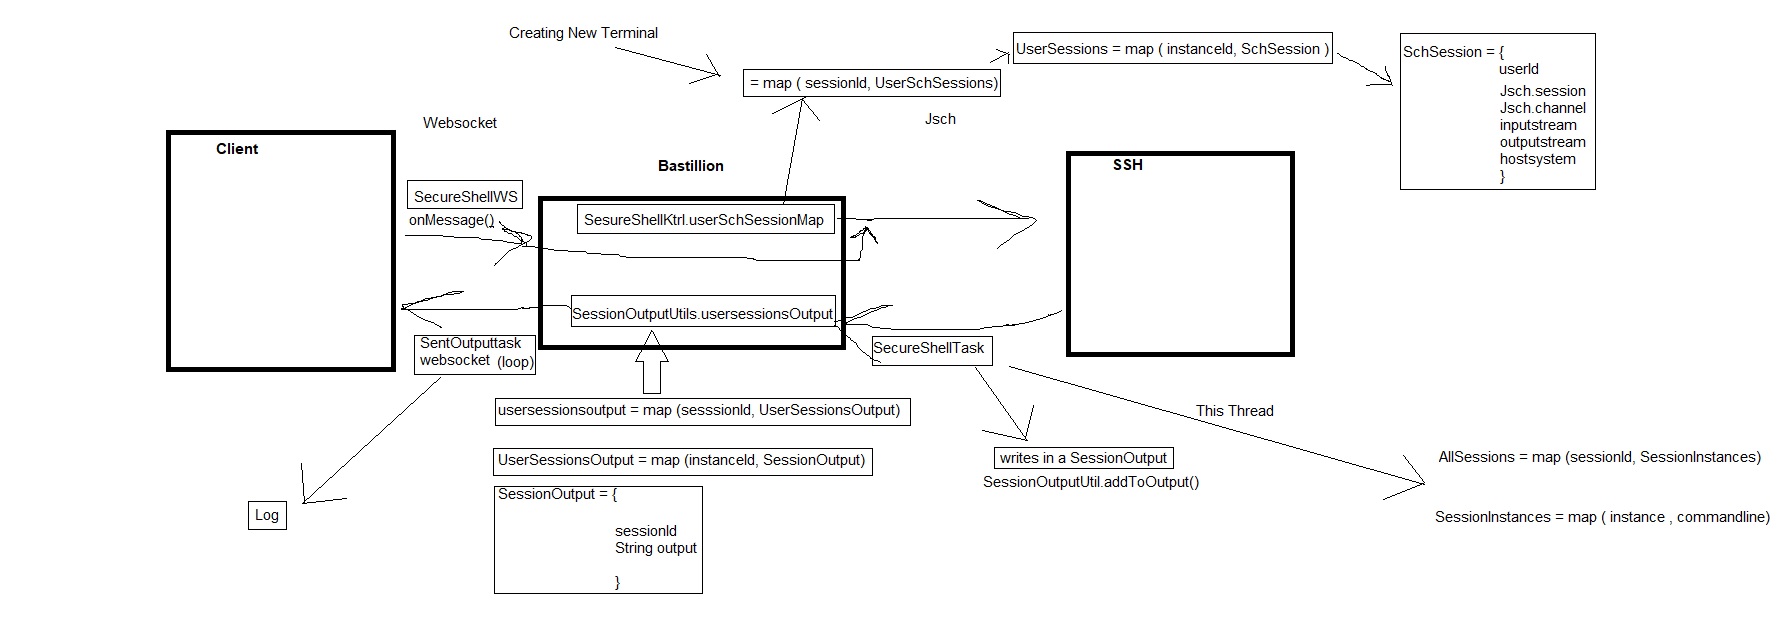 Creating New Terminal
UserSessions = map ( instanceId, SchSession )
SchSession = {
userId
Jsch.session
Jsch.channel
inputstream
outputstream
hostsystem
}
= map ( sessionId, UserSchSessions)
Websocket
Jsch
Client
Bastillion
SSH
SecureShellWS
onMessage()
SesureShellKtrl.userSchSessionMap
SessionOutputUtils.usersessionsOutput
SentOutputtask
websocket (loop)
SecureShellTask
usersessionsoutput = map (sesssionId, UserSessionsOutput)
This Thread
UserSessionsOutput = map (instanceId, SessionOutput)
writes in a SessionOutput
SessionOutputUtil.addToOutput()
AllSessions = map (sessionId, SessionInstances)
SessionInstances = map ( instance , commandline)
SessionOutput = {
sessionId
String output
}
Log